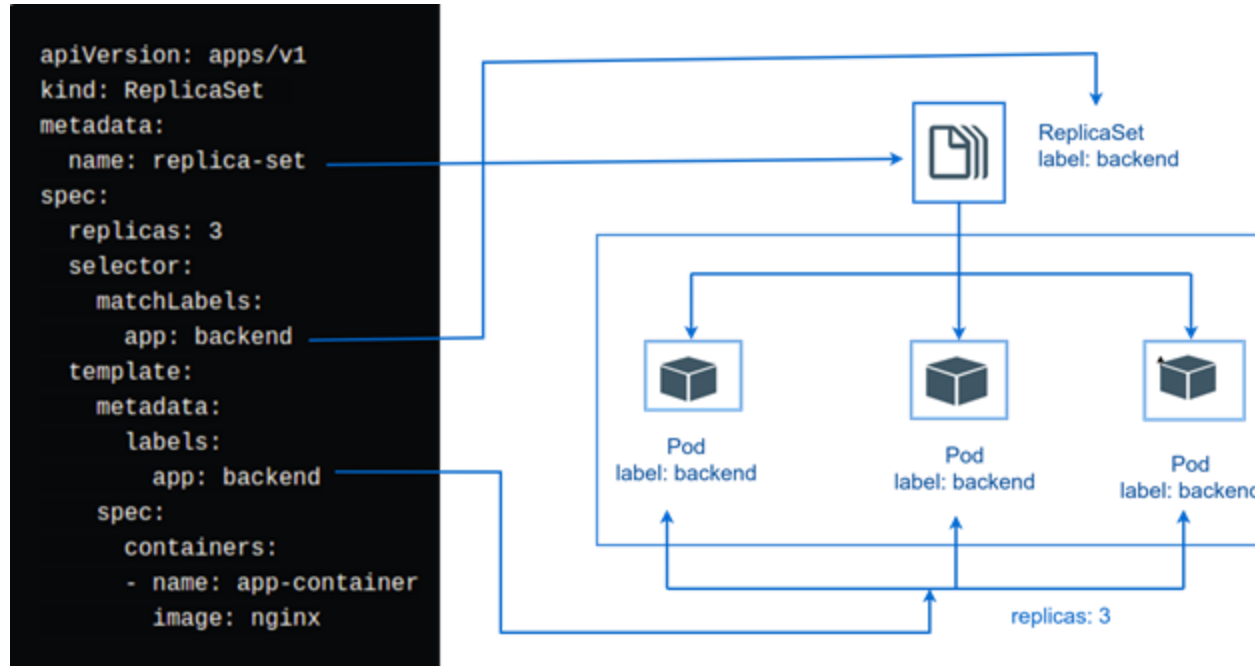 apiVersion: apps/v1
kind: ReplicaSet
metadata:
  name: replica-set
spec:
  replicas: 3
  selector:
    matchLabels:
      app: backend
  template:
    metadata:
      labels:
        app: backend
    spec:
      containers:
      - name: app-container
        image: nginx
ReplicaSet
label: backend
Pod
label: backend
Pod
label: backend
Pod
label: backend
replicas: 3